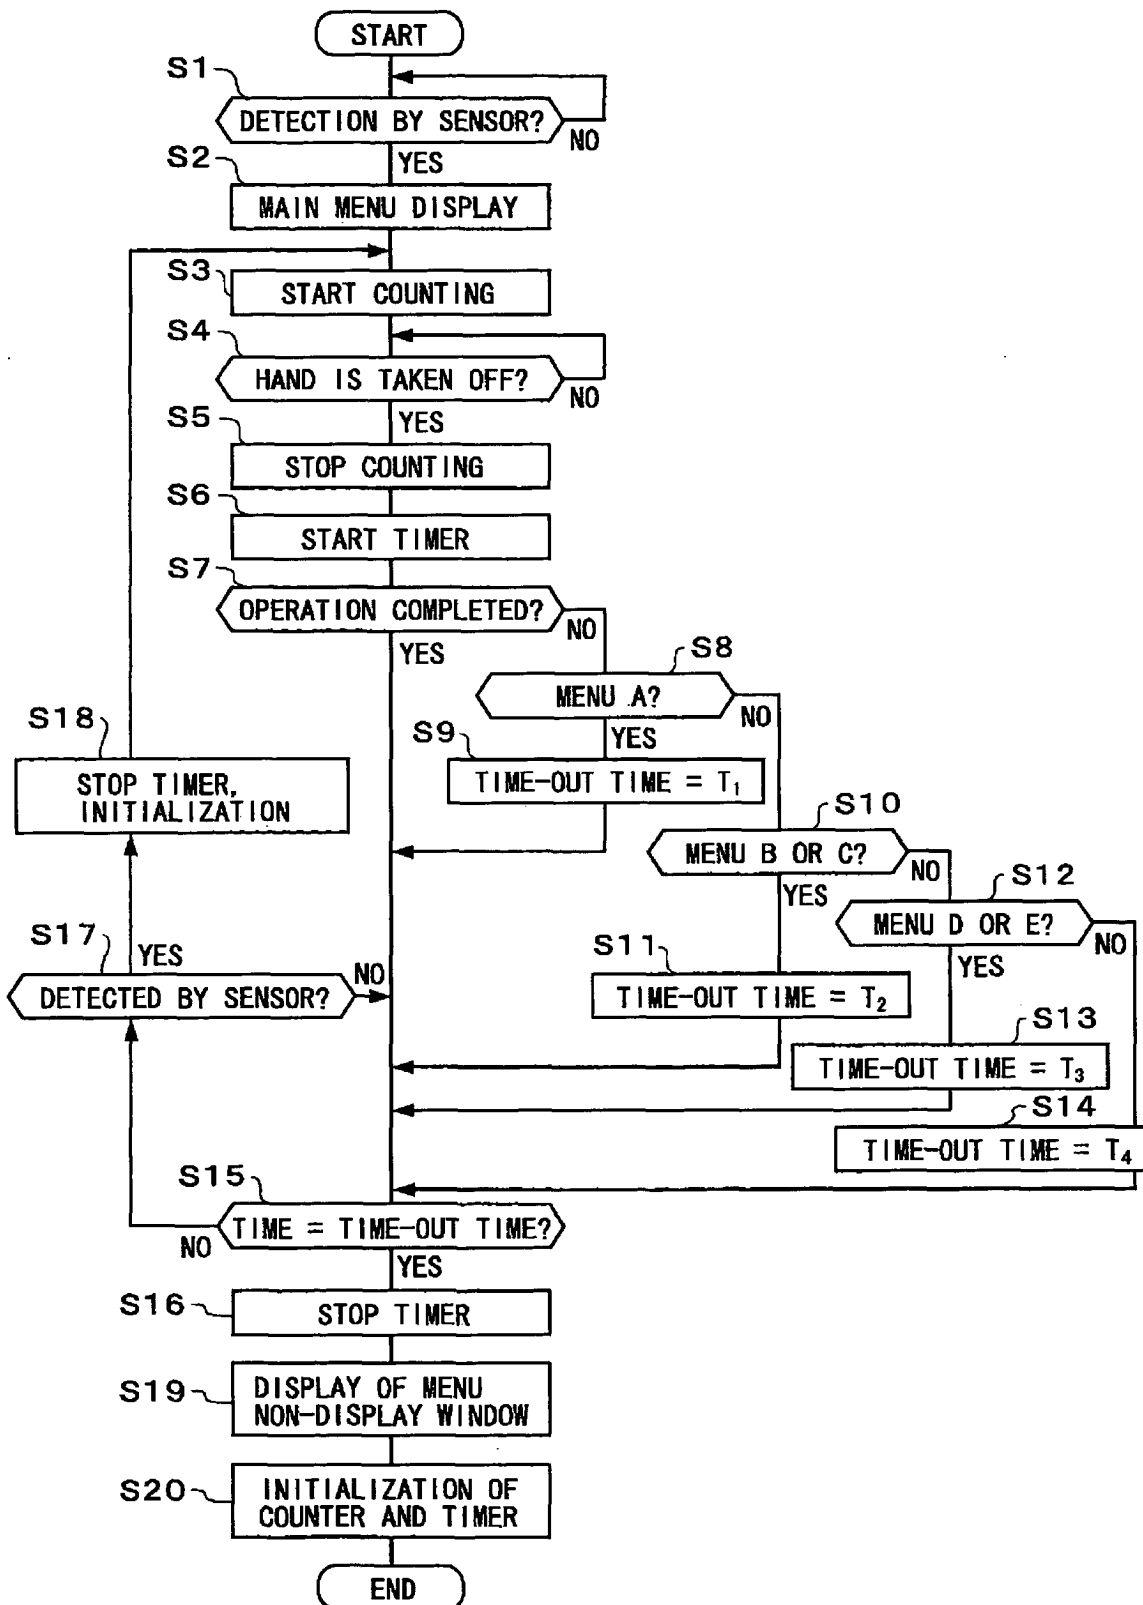 START
S1
DETECTION BY SENSOR?
NO
YES
S2
MAIN MENU DISPLAY
S3
START COUNTING
S4
HAND IS TAKEN OFF?
NO
YES
S5
STOP COUNTING
S6
START TIMER
S7
OPERATION COMPLETED?
NO
YES
S8
MENU A?
NO
YES
S9
TIME-OUT TIME = T1
S10
MENU B OR C?
NO
YES
S11
TIME-OUT TIME = T2
S12
MENU D OR E?
NO
YES
S13
TIME-OUT TIME = T3
S14
TIME-OUT TIME = T4
S18
STOP TIMER,
INITIALIZATION
S17
YES
DETECTED BY SENSOR?
NO
S15
TIME = TIME-OUT TIME?
NO
YES
S16
STOP TIMER
S19
DISPLAY OF MENU
NON-DISPLAY WINDOW
S20
INITIALIZATION OF
COUNTER AND TIMER
END